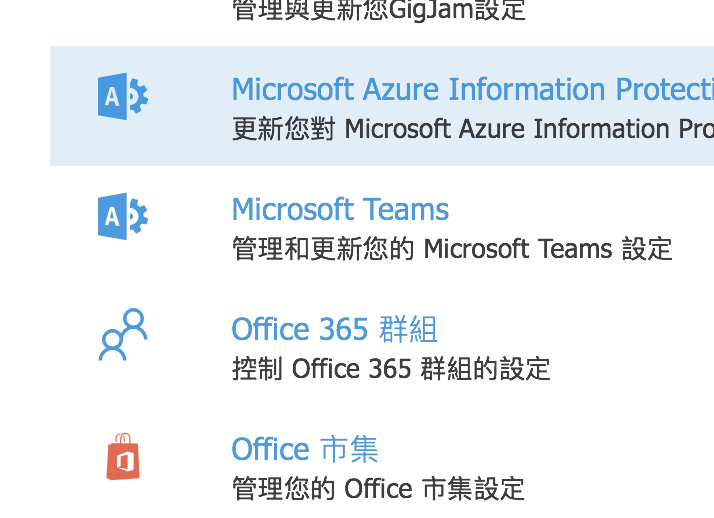 管理與更新您GigJam設定
Microsoft Azure Information
更新您對 Microsoft Azure Information
Microsoft Teams
管理和更新您的 Microsoft Teams 設定
Office 365 群組
控制 Office 365 群組的設定
Office 市集
管理您的 Office 市集設定